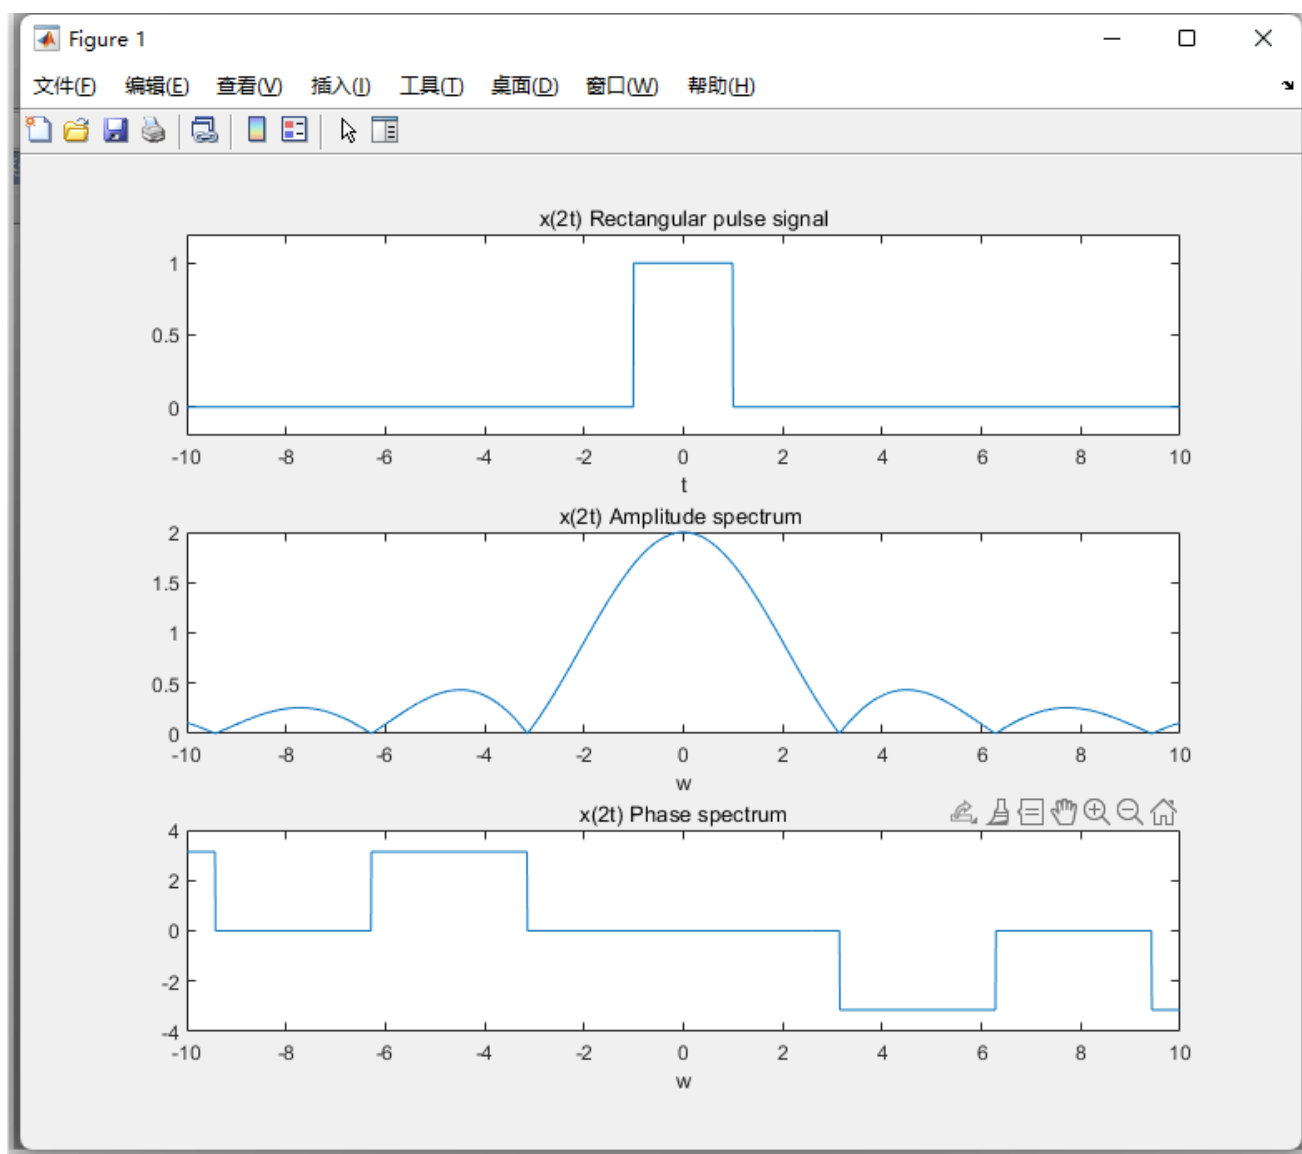 Figure 1
文件(F) 编辑(E) 查看(V) 插入(I) 工具(T) 桌面(D) 窗口(W) 帮助(H)
x(2t) Rectangular pulse signal
1
0.5
0
-10 -8 -6 -4 -2 0 2 4 6 8 10
t
x(2t) Amplitude spectrum
2
1.5
1
0.5
0
-10 -8 -6 -4 -2 0 2 4 6 8 10
w
x(2t) Phase spectrum
4
2
0
-2
-4
-10 -8 -6 -4 -2 0 2 4 6 8 10
w